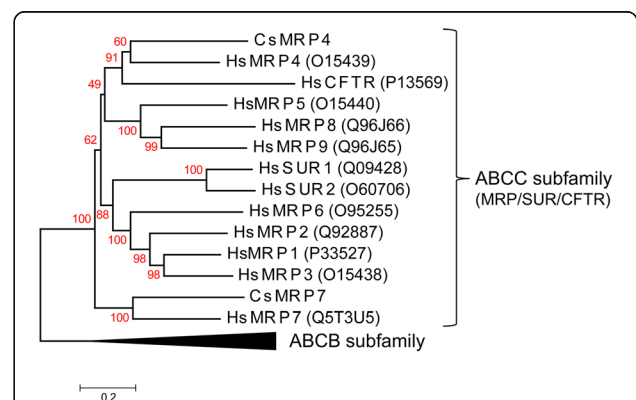 60
CsMRP4
91
HsMRP4 (O15439)
HsCFTR (P13569)
49
HsMRP5 (O15440)
100
HsMRP8 (Q96J66)
99
HsMRP9 (Q96J65)
62
100
HsSUR1 (Q09428)
HsSUR2 (O60706)
88
HsMRP6 (O95255)
100
100
HsMRP2 (Q92887)
98
HsMRP1 (P33527)
98
HsMRP3 (O15438)
CsMRP7
100
HsMRP7 (Q5T3U5)
ABCC subfamily
(MRP/SUR/CFTR)
ABCB subfamily
0.2